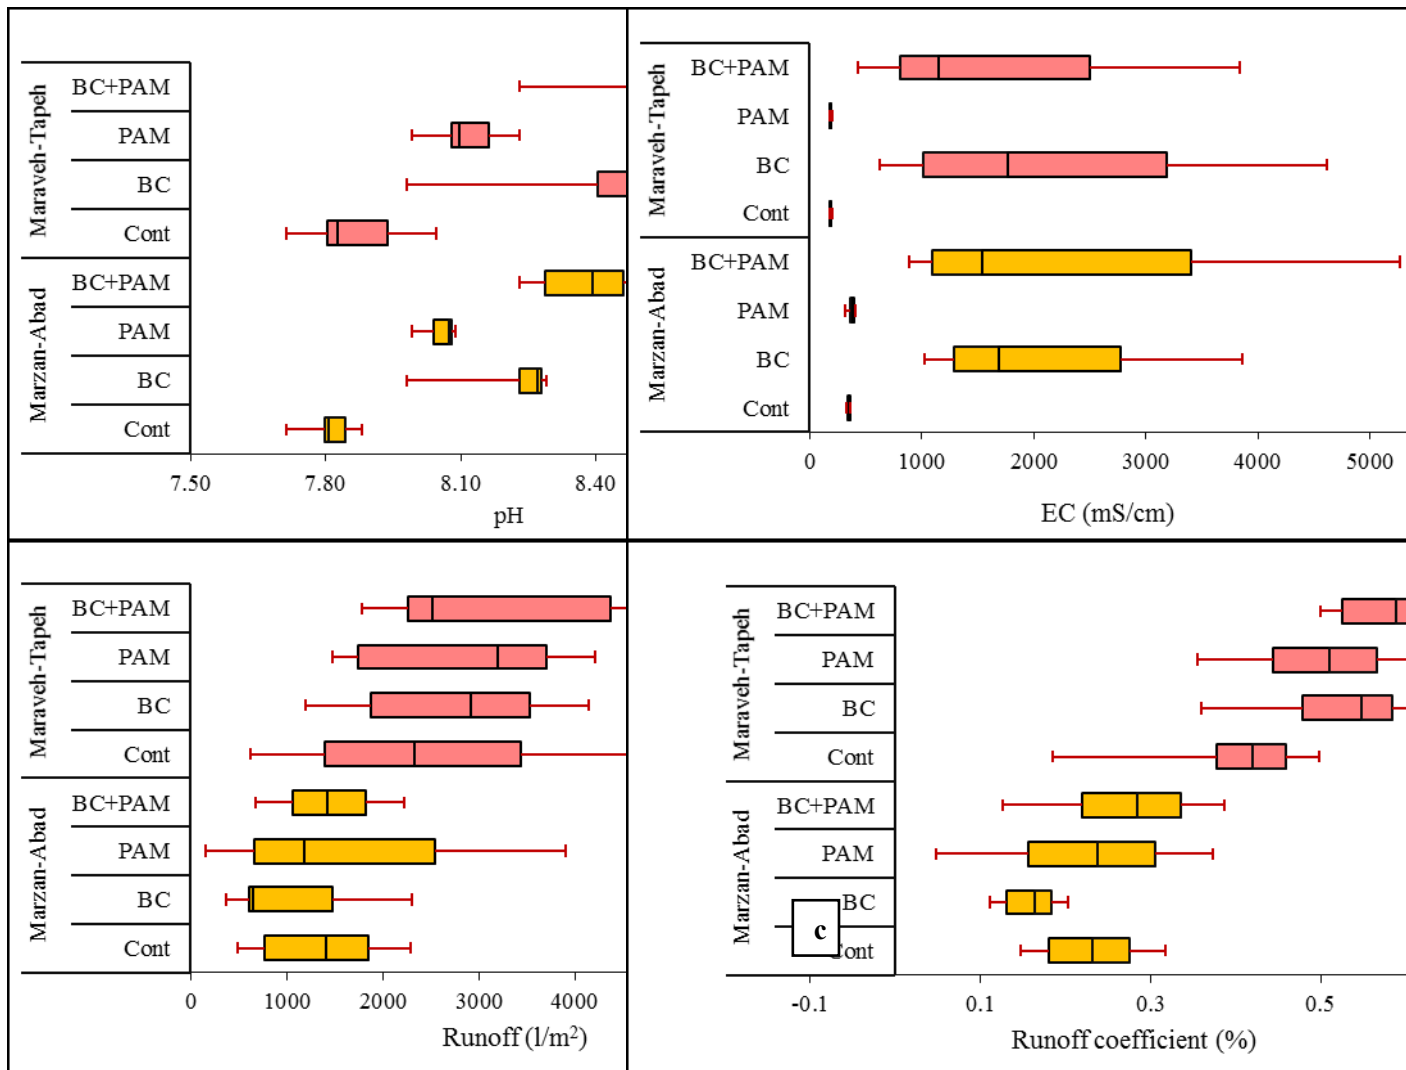 Maraveh-Tapeh
BC+PAM
PAM
BC
Cont
Marzan-Abad
BC+PAM
PAM
BC
Cont
7.50 7.80 8.10 8.40
pH
Maraveh-Tapeh
BC+PAM
PAM
BC
Cont
Marzan-Abad
BC+PAM
PAM
BC
Cont
0 1000 2000 3000 4000 5000
EC (mS/cm)
Maraveh-Tapeh
BC+PAM
PAM
BC
Cont
Marzan-Abad
BC+PAM
PAM
BC
Cont
0 1000 2000 3000 4000
Runoff (l/m²)
Maraveh-Tapeh
BC+PAM
PAM
BC
Cont
Marzan-Abad
BC+PAM
PAM
BC
c
Cont
-0.1 0.1 0.3 0.5
Runoff coefficient (%)